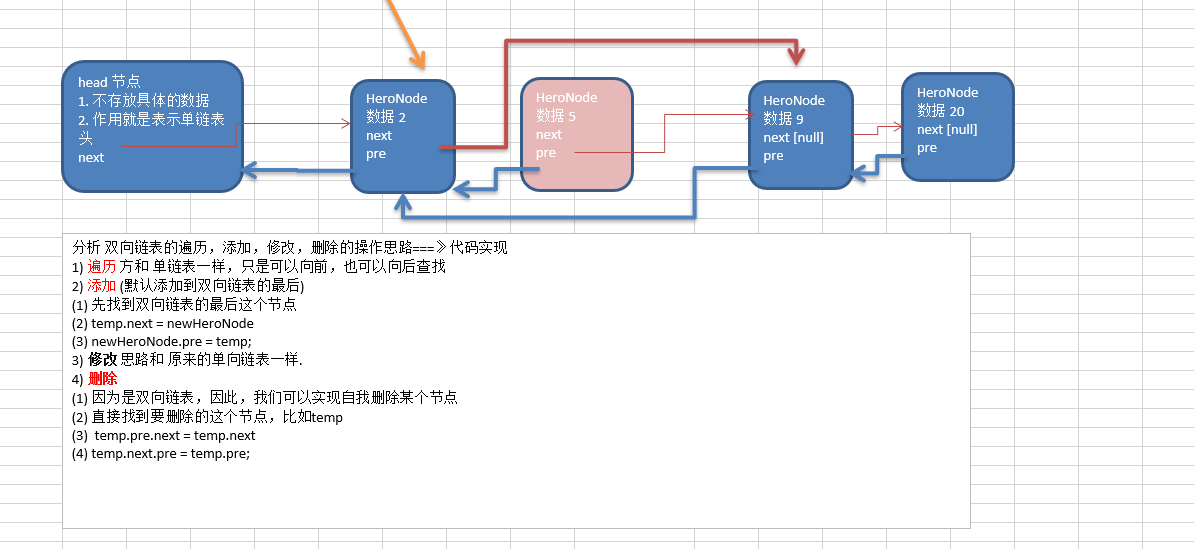 head 节点
1. 不存放具体的数据
2. 作用就是表示单链表
头
next
HeroNode
数据 2
next
pre
HeroNode
数据 5
next
pre
HeroNode
数据 9
next [null]
pre
HeroNode
数据 20
next [null]
pre
分析 双向链表的遍历，添加，修改，删除的操作思路===》代码实现
1) 遍历 方和 单链表一样，只是可以向前，也可以向后查找
2) 添加 (默认添加到双向链表的最后)
(1) 先找到双向链表的最后这个节点
(2) temp.next = newHeroNode
(3) newHeroNode.pre = temp;
3) 修改 思路和 原来的单向链表一样.
4) 删除
(1) 因为是双向链表，因此，我们可以实现自我删除某个节点
(2) 直接找到要删除的这个节点，比如temp
(3) temp.pre.next = temp.next
(4) temp.next.pre = temp.pre;